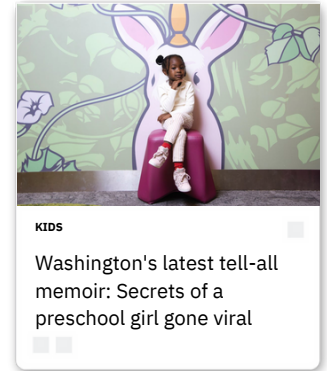 KIDS
Washington's latest tell-all
memoir: Secrets of a
preschool girl gone viral